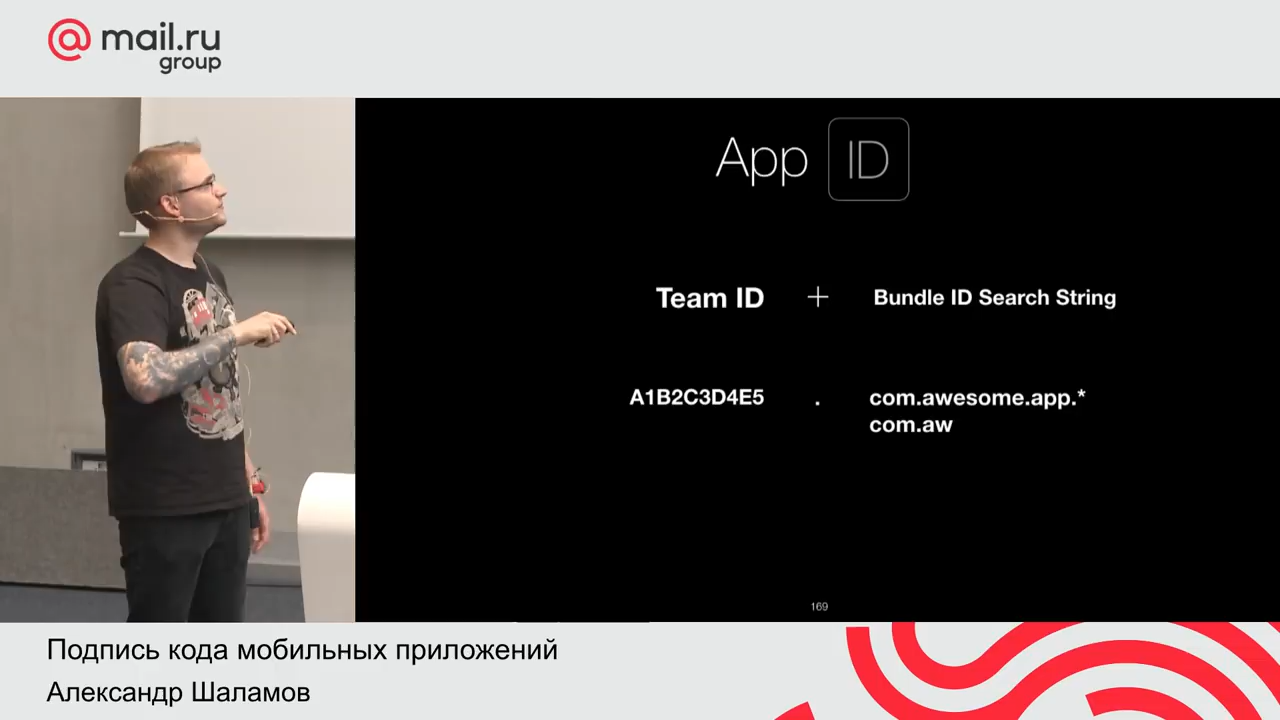 @ mail.ru
group
App ID
Team ID + Bundle ID Search String
A1B2C3D4E5 . com.awesome.app.*
com.aw
169
Подпись кода мобильных приложений
Александр Шаламов